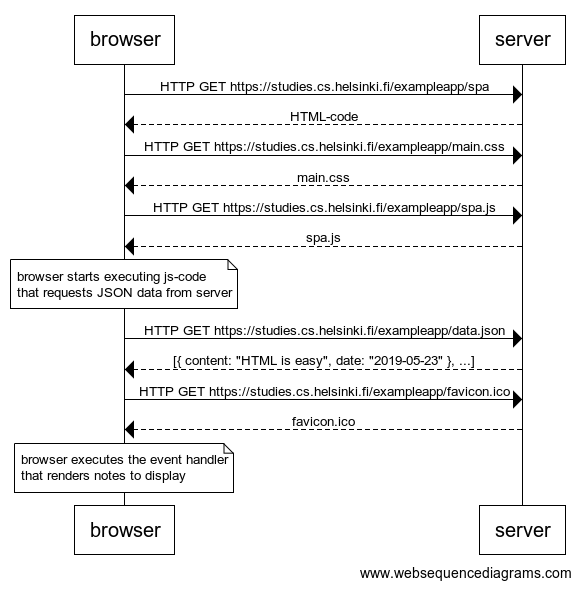 browser
server
HTTP GET https://studies.cs.helsinki.fi/exampleapp/spa
HTML-code
HTTP GET https://studies.cs.helsinki.fi/exampleapp/main.css
main.css
HTTP GET https://studies.cs.helsinki.fi/exampleapp/spa.js
spa.js
browser starts executing js-code
that requests JSON data from server
HTTP GET https://studies.cs.helsinki.fi/exampleapp/data.json
[{ content: "HTML is easy", date: "2019-05-23" }, ...]
HTTP GET https://studies.cs.helsinki.fi/exampleapp/favicon.ico
favicon.ico
browser executes the event handler
that renders notes to display
browser
server
www.websequencediagrams.com